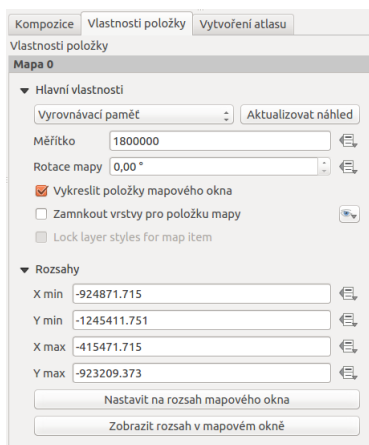 Kompozice Vlastnosti položky Vytvoření atlasu
Vlastnosti položky
Mapa 0
Hlavní vlastnosti
Vyrovnávací paměť Aktualizovat náhled
Měřítko 1800000
Rotace mapy 0,00 °
Vykreslit položky mapového okna
Zamknout vrstvy pro položku mapy
Lock layer styles for map item
Rozsahy
X min -924871.715
Y min -1245411.751
X max -415471.715
Y max -923209.373
Nastavit na rozsah mapového okna
Zobrazit rozsah v mapovém okně